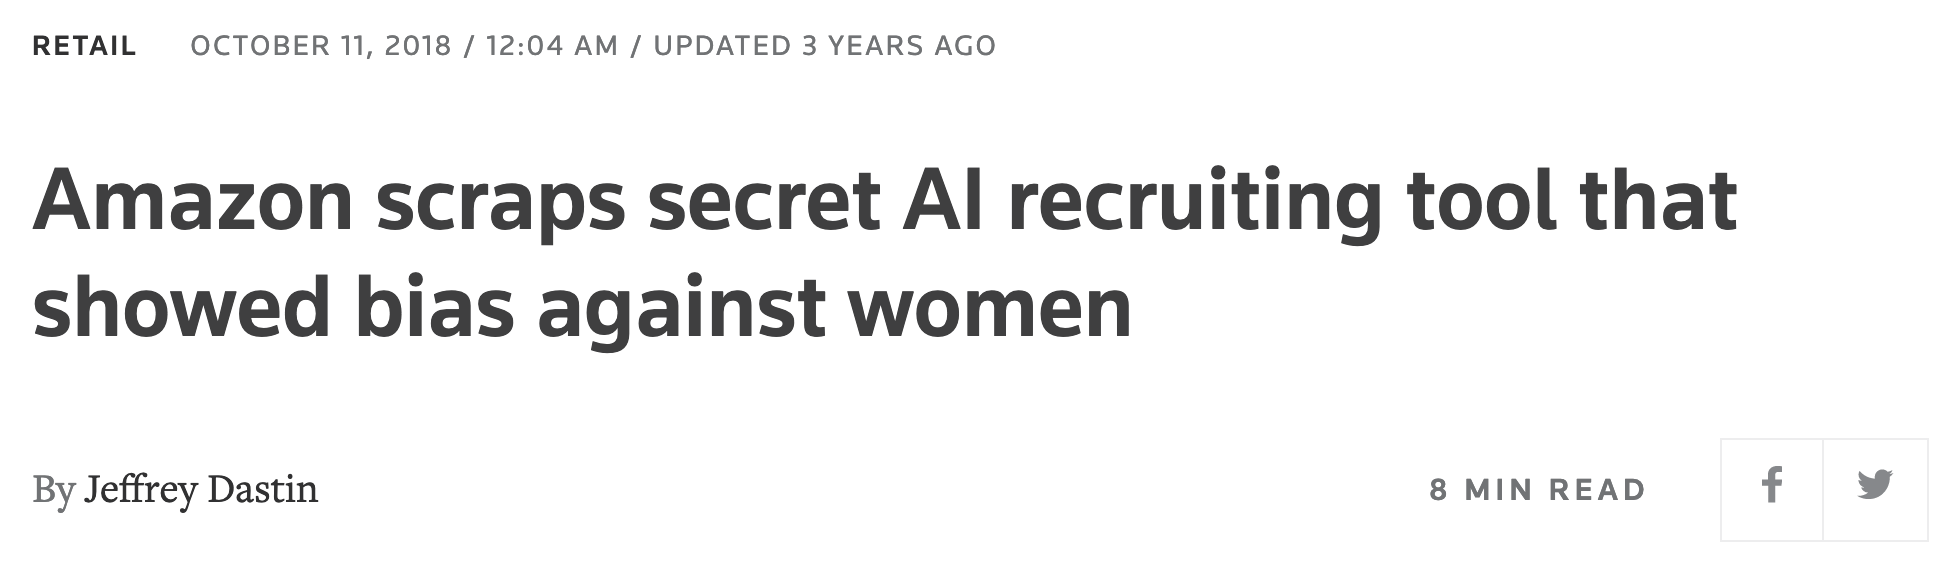 RETAIL OCTOBER 11, 2018 / 12:04 AM / UPDATED 3 YEARS AGO
Amazon scraps secret AI recruiting tool that
showed bias against women
By Jeffrey Dastin 8 MIN READ